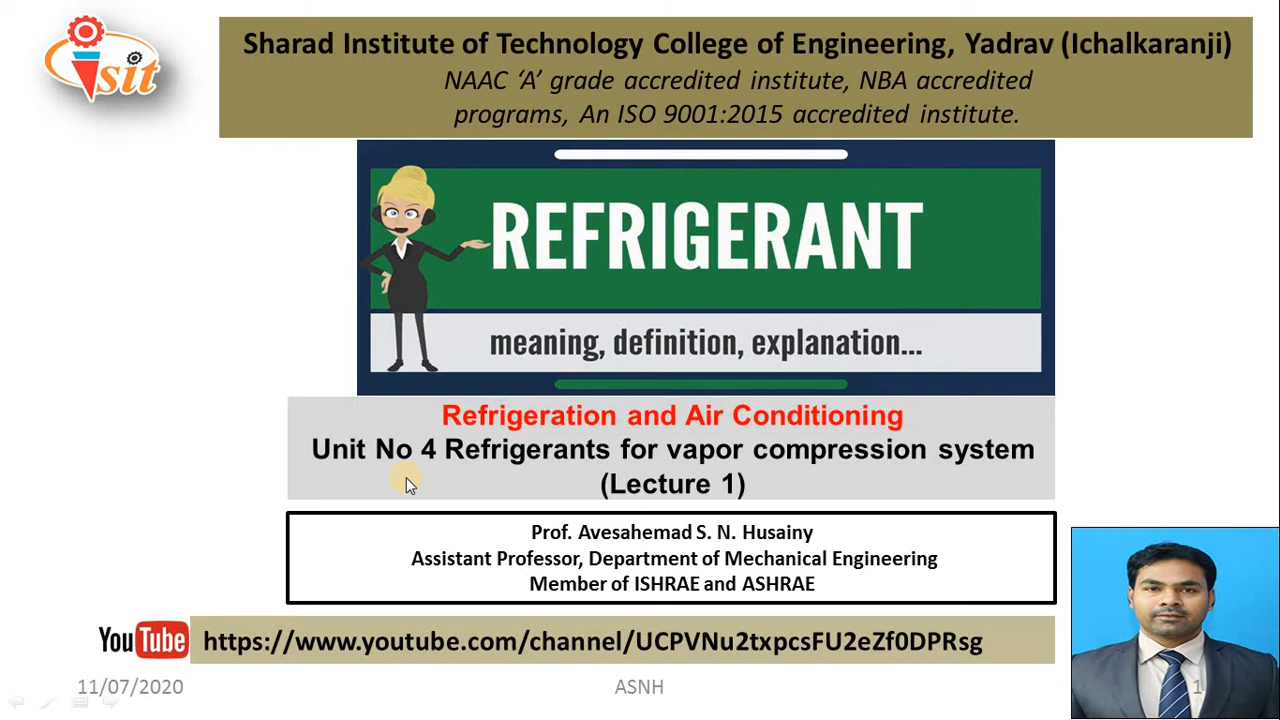 Sharad Institute of Technology College of Engineering, Yadrav (Ichalkaranji)
NAAC ‘A’ grade accredited institute, NBA accredited
programs, An ISO 9001:2015 accredited institute.
sit
REFRIGERANT
meaning, definition, explanation...
Refrigeration and Air Conditioning
Unit No 4 Refrigerants for vapor compression system
(Lecture 1)
Prof. Avesahemad S. N. Husainy
Assistant Professor, Department of Mechanical Engineering
Member of ISHRAE and ASHRAE
YouTube https://www.youtube.com/channel/UCPVNu2txpcsFU2eZf0DPRsg
11/07/2020 ASNH 1